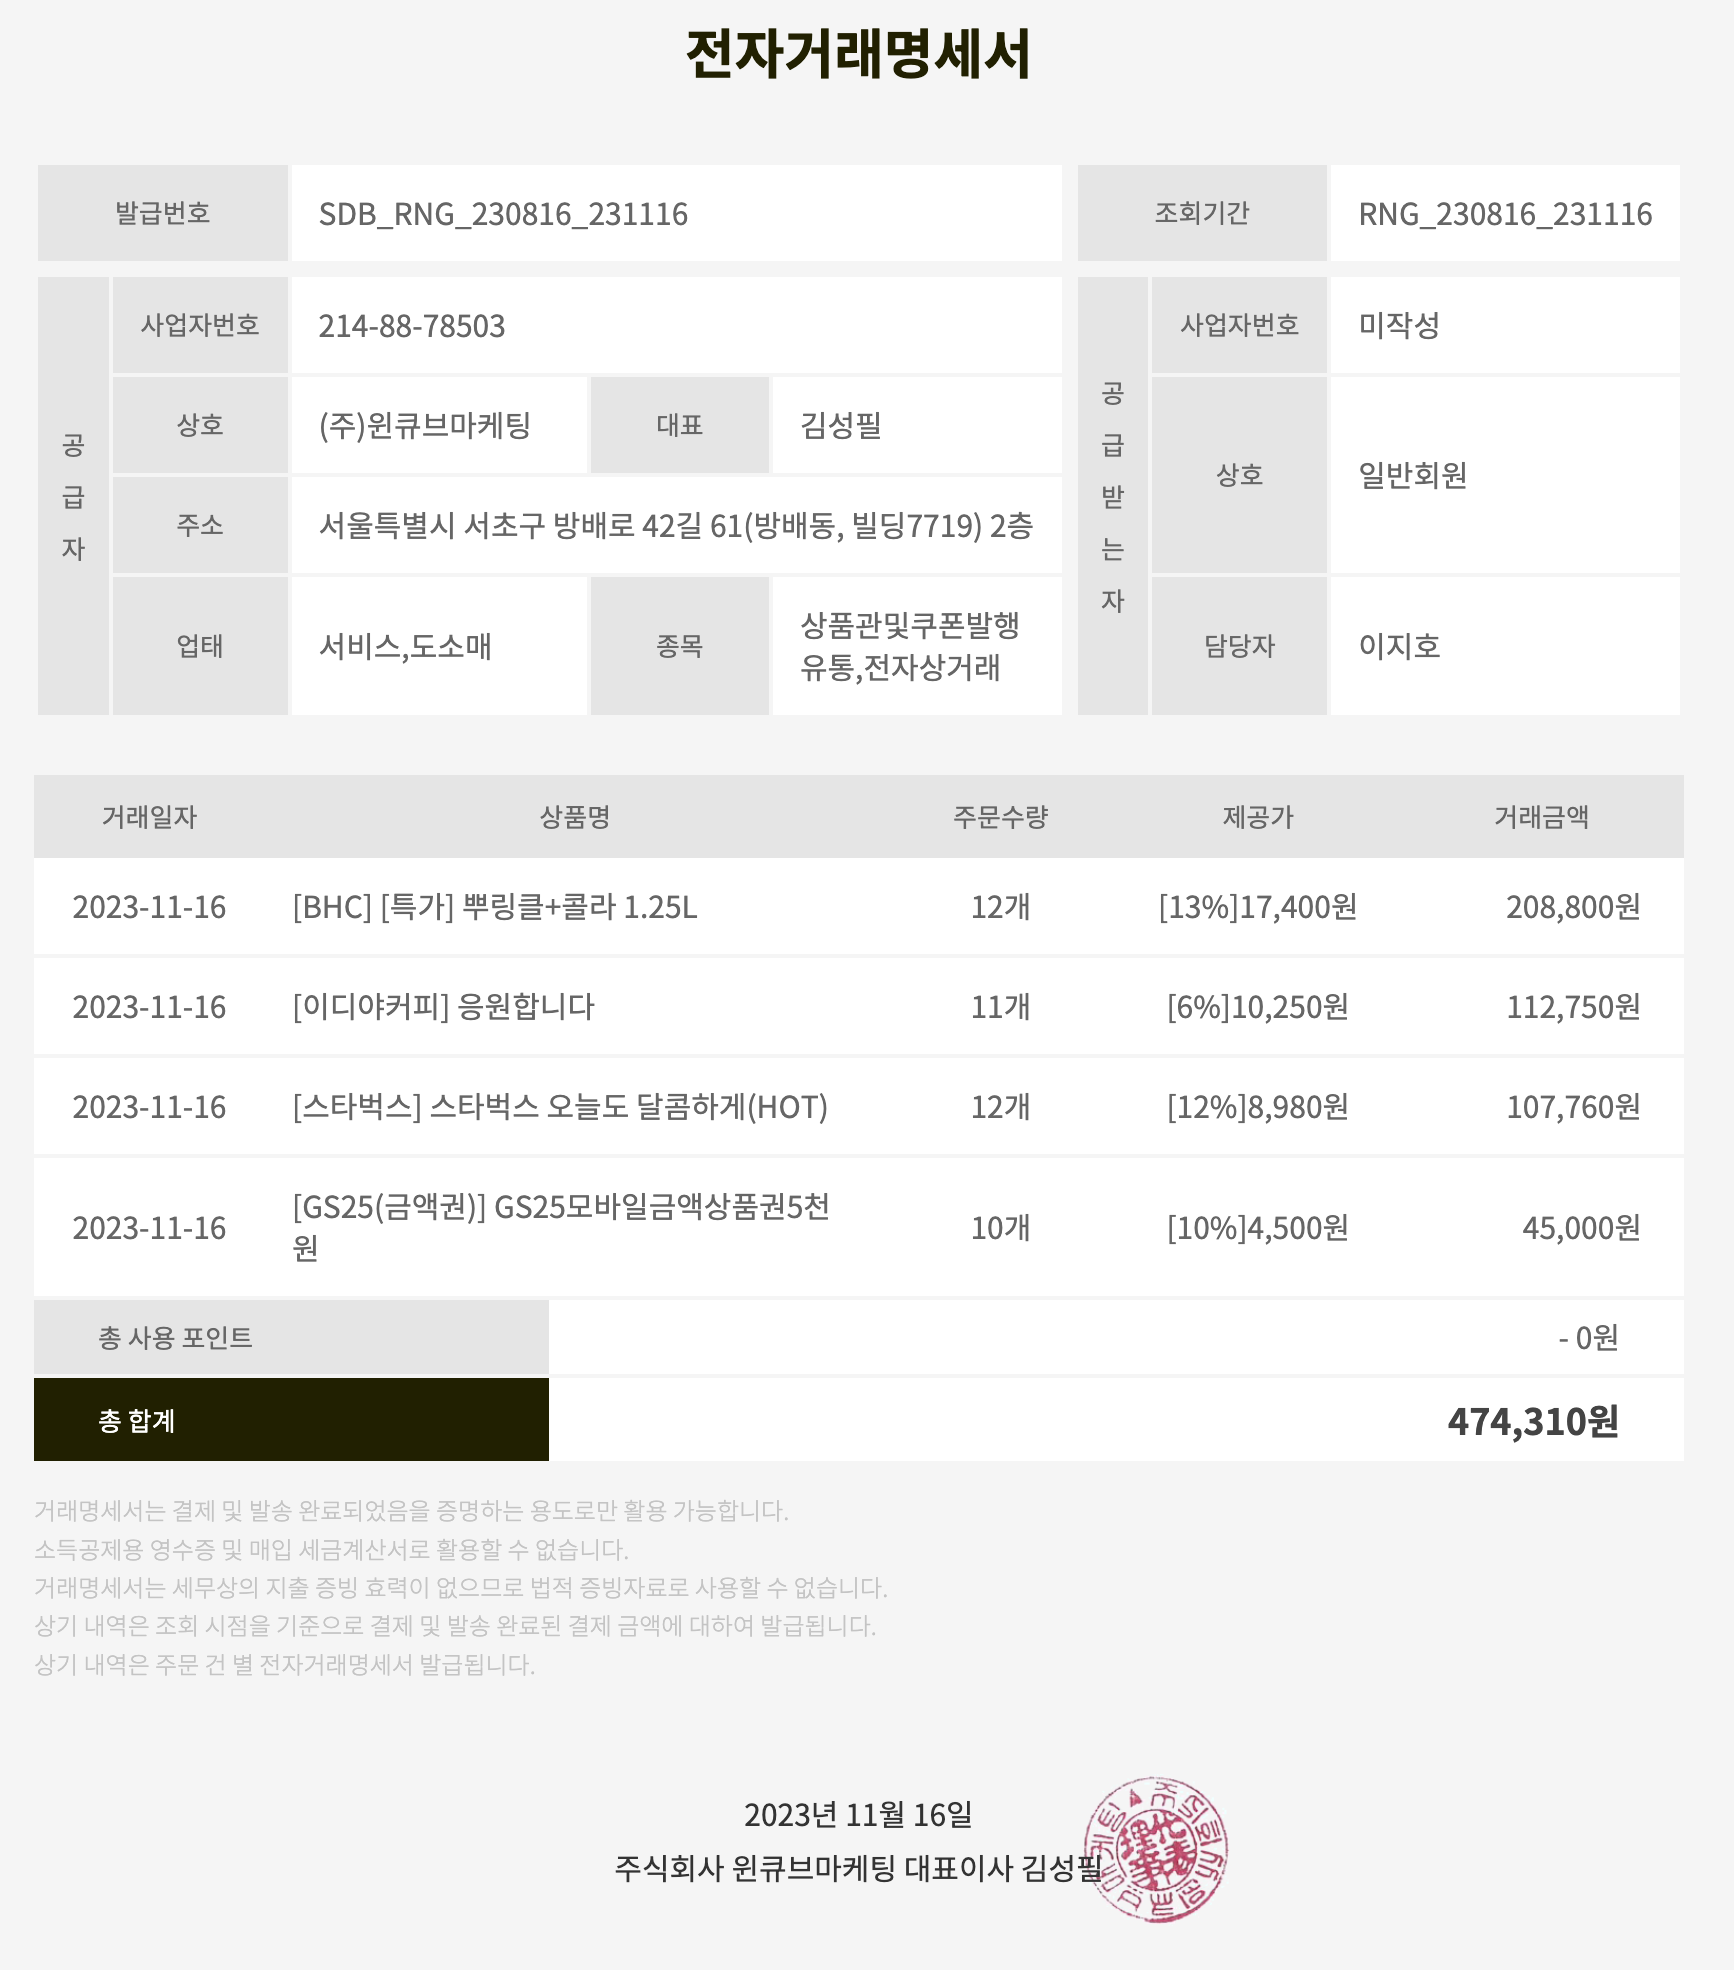 전자거래명세서
발급번호 SDB_RNG_230816_231116 조회기간 RNG_230816_231116
공급자
사업자번호 214-88-78503
상호 (주)윈큐브마케팅 대표 김성필
주소 서울특별시 서초구 방배로 42길 61(방배동, 빌딩7719) 2층
업태 서비스,도소매 종목 상품관및쿠폰발행
유통,전자상거래
공급받는자
사업자번호 미작성
상호 일반회원
담당자 이지호
거래일자 상품명 주문수량 제공가 거래금액
2023-11-16 [BHC] [특가] 뿌링클+콜라 1.25L 12개 [13%]17,400원 208,800원
2023-11-16 [이디야커피] 응원합니다 11개 [6%]10,250원 112,750원
2023-11-16 [스타벅스] 스타벅스 오늘도 달콤하게(HOT) 12개 [12%]8,980원 107,760원
2023-11-16 [GS25(금액권)] GS25모바일금액상품권5천
원 10개 [10%]4,500원 45,000원
총 사용 포인트 - 0원
총 합계 474,310원
거래명세서는 결제 및 발송 완료되었음을 증명하는 용도로만 활용 가능합니다.
소득공제용 영수증 및 매입 세금계산서로 활용할 수 없습니다.
거래명세서는 세무상의 지출 증빙 효력이 없으므로 법적 증빙자료로 사용할 수 없습니다.
상기 내역은 조회 시점을 기준으로 결제 및 발송 완료된 결제 금액에 대하여 발급됩니다.
상기 내역은 주문 건 별 전자거래명세서 발급됩니다.
2023년 11월 16일
주식회사 윈큐브마케팅 대표이사 김성필